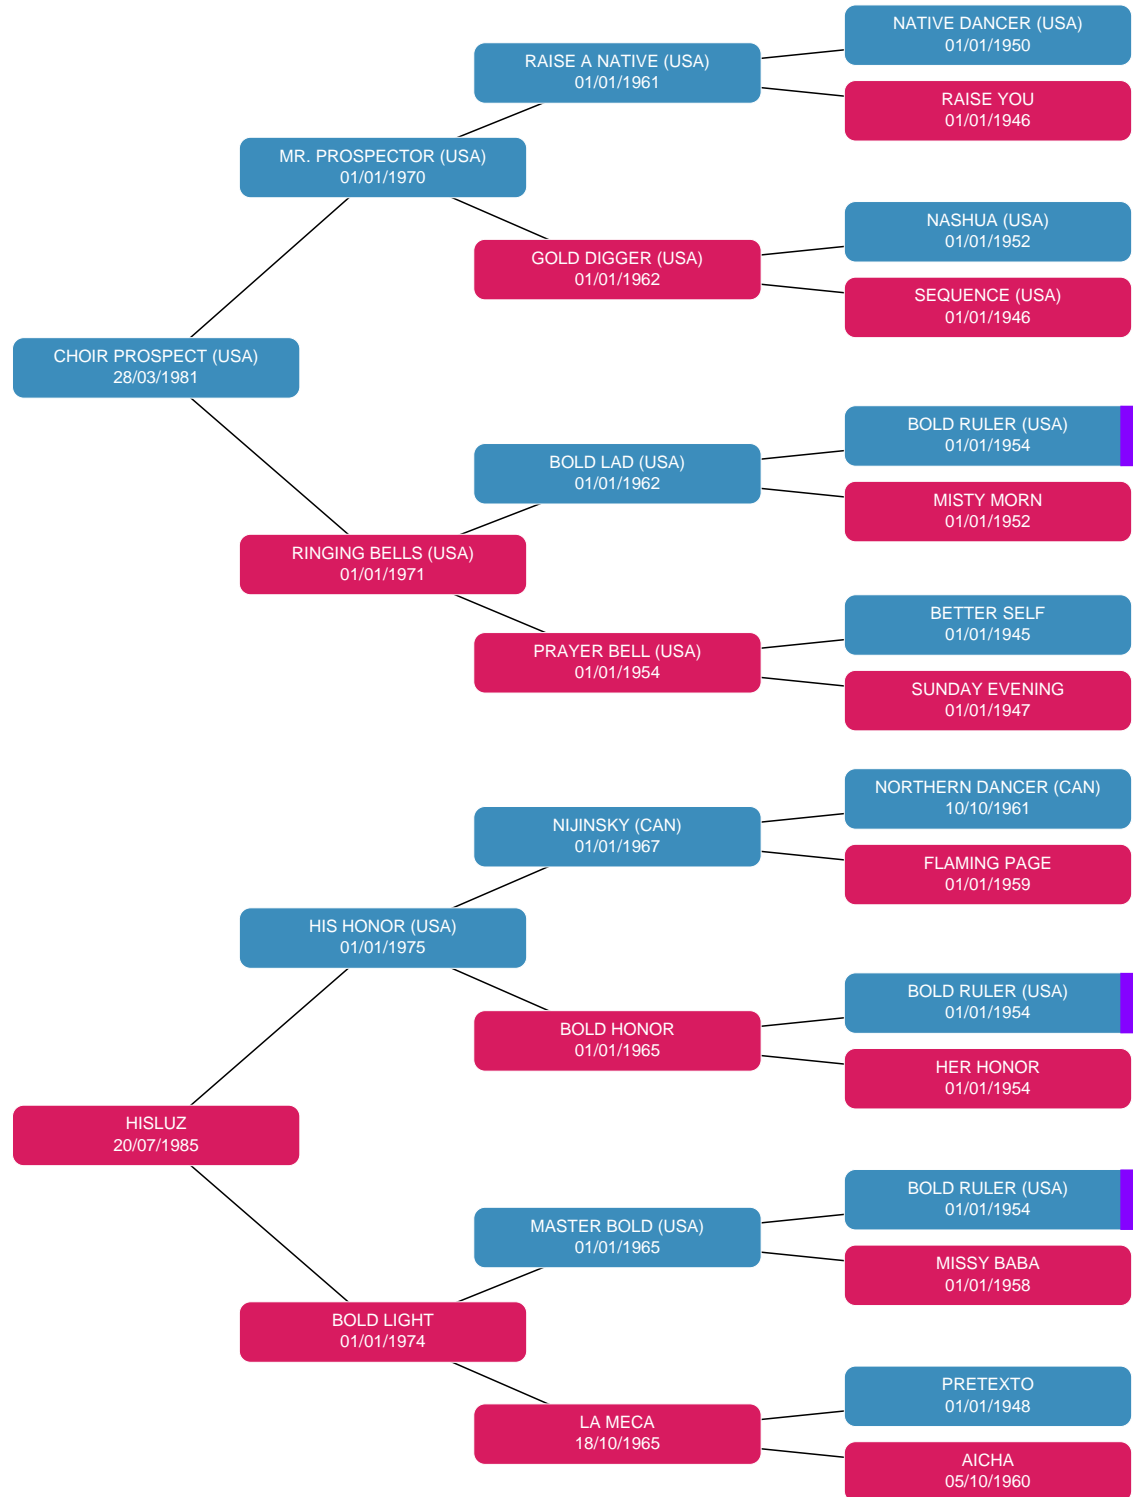 NATIVE DANCER (USA)
01/01/1950
RAISE A NATIVE (USA)
01/01/1961
RAISE YOU
01/01/1946
MR. PROSPECTOR (USA)
01/01/1970
NASHUA (USA)
01/01/1952
GOLD DIGGER (USA)
01/01/1962
SEQUENCE (USA)
01/01/1946
CHOIR PROSPECT (USA)
28/03/1981
BOLD RULER (USA)
01/01/1954
BOLD LAD (USA)
01/01/1962
MISTY MORN
01/01/1952
RINGING BELLS (USA)
01/01/1971
BETTER SELF
01/01/1945
PRAYER BELL (USA)
01/01/1954
SUNDAY EVENING
01/01/1947
NORTHERN DANCER (CAN)
10/10/1961
NIJINSKY (CAN)
01/01/1967
FLAMING PAGE
01/01/1959
HIS HONOR (USA)
01/01/1975
BOLD RULER (USA)
01/01/1954
BOLD HONOR
01/01/1965
HER HONOR
01/01/1954
HISLUZ
20/07/1985
BOLD RULER (USA)
01/01/1954
MASTER BOLD (USA)
01/01/1965
MISSY BABA
01/01/1958
BOLD LIGHT
01/01/1974
PRETEXTO
01/01/1948
LA MECA
18/10/1965
AICHA
05/10/1960